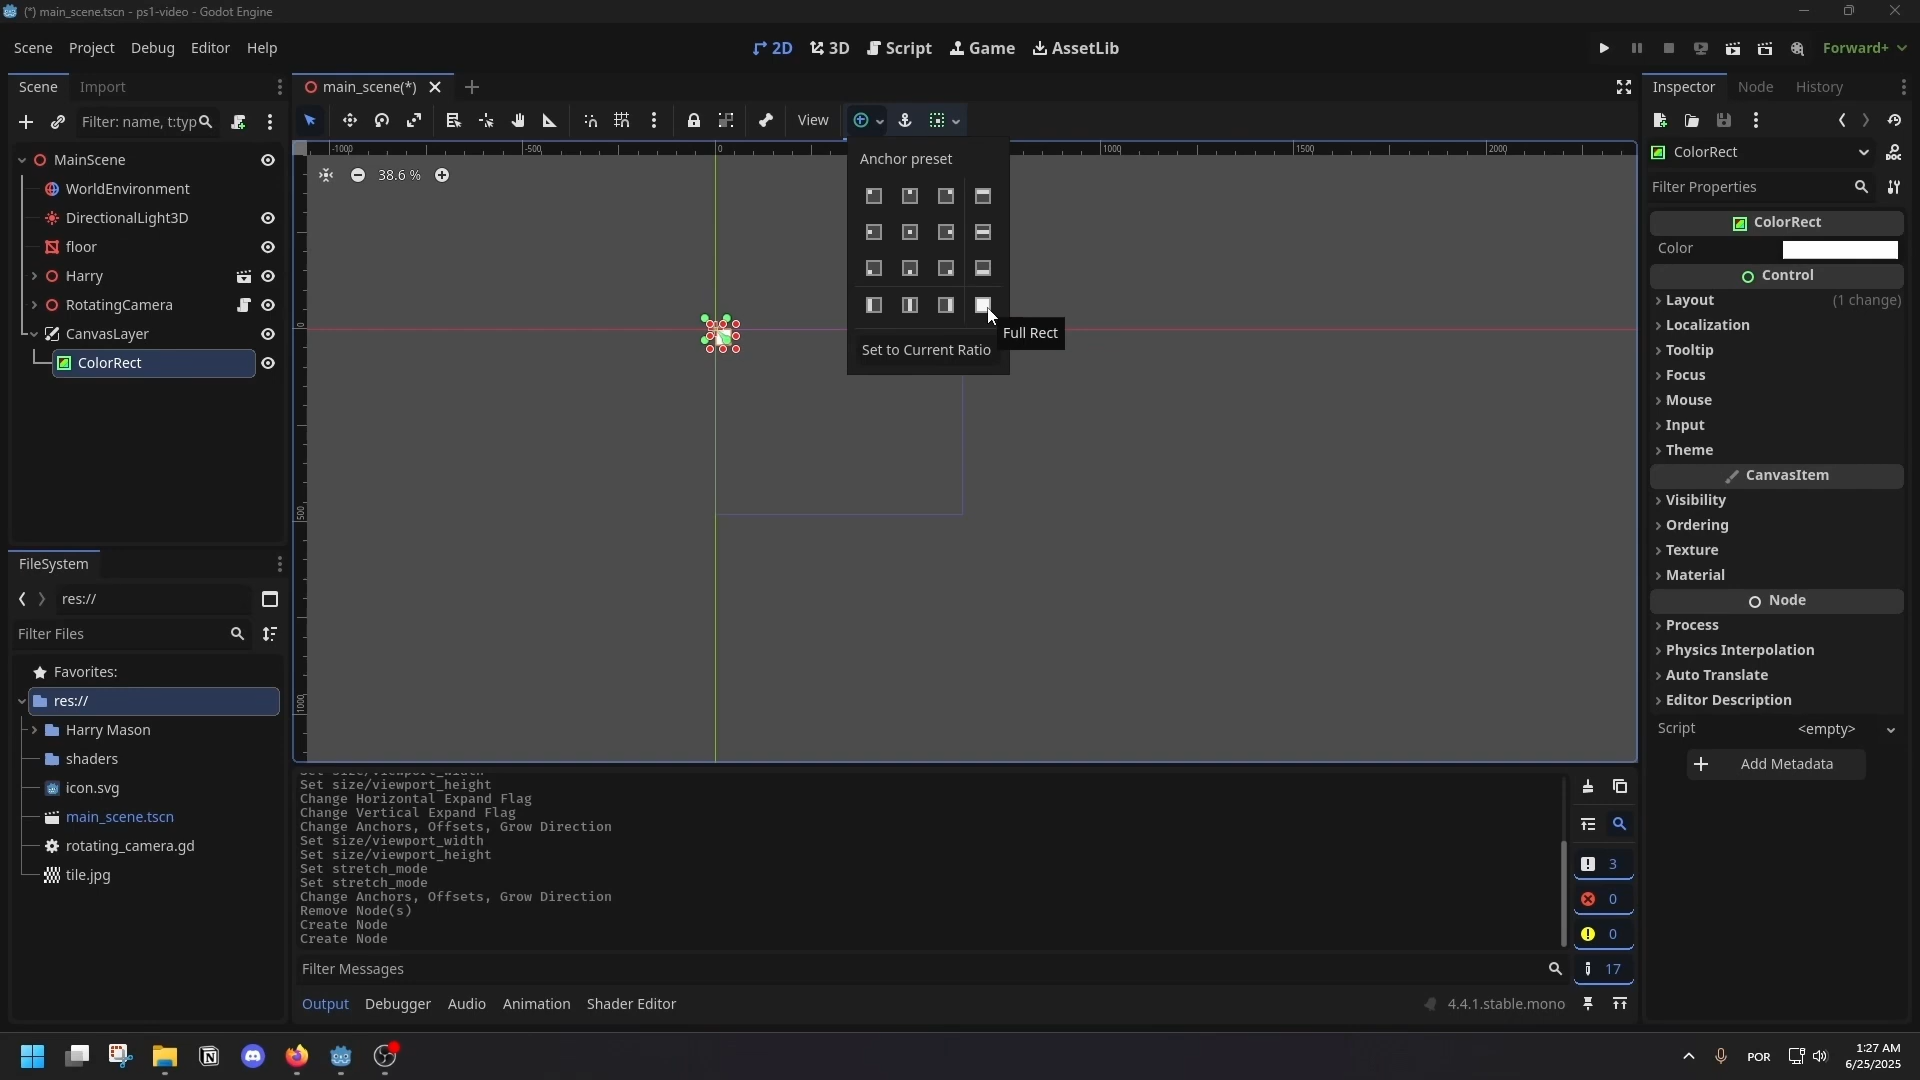 (*) main_scene.tscn - ps1-video - Godot Engine
Scene Project Debug Editor Help
2D 3D Script Game AssetLib
Forward+
Scene Import
main_scene(*)
Inspector Node History
Filter: name, t:typ
View
MainScene
WorldEnvironment
DirectionalLight3D
floor
Harry
RotatingCamera
CanvasLayer
ColorRect
-1000 -500 0 1000 1500 2000
38.6 %
0
500
1000
Anchor preset
Full Rect
Set to Current Ratio
ColorRect
Filter Properties
ColorRect
Color
Control
Layout (1 change)
Localization
Tooltip
Focus
Mouse
Input
Theme
CanvasItem
Visibility
Ordering
Texture
Material
Node
Process
Physics Interpolation
Auto Translate
Editor Description
Script <empty>
Add Metadata
FileSystem
res://
Filter Files
Favorites:
res://
Harry Mason
shaders
icon.svg
main_scene.tscn
rotating_camera.gd
tile.jpg
Set size/viewport_width
Set size/viewport_height
Change Horizontal Expand Flag
Change Vertical Expand Flag
Change Anchors, Offsets, Grow Direction
Set size/viewport_width
Set size/viewport_height
Set stretch_mode
Set stretch_mode
Change Anchors, Offsets, Grow Direction
Remove Node(s)
Create Node
Create Node
3
0
0
17
Filter Messages
Output Debugger Audio Animation Shader Editor
4.4.1.stable.mono
POR
1:27 AM
6/25/2025